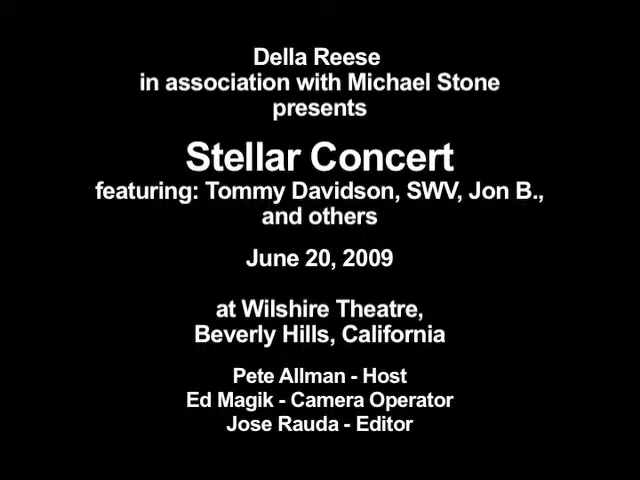 Della Reese
in association with Michael Stone
presents
Stellar Concert
featuring: Tommy Davidson, SWV, Jon B.,
and others
June 20, 2009
at Wilshire Theatre,
Beverly Hills, California
Pete Allman - Host
Ed Magik - Camera Operator
Jose Rauda - Editor